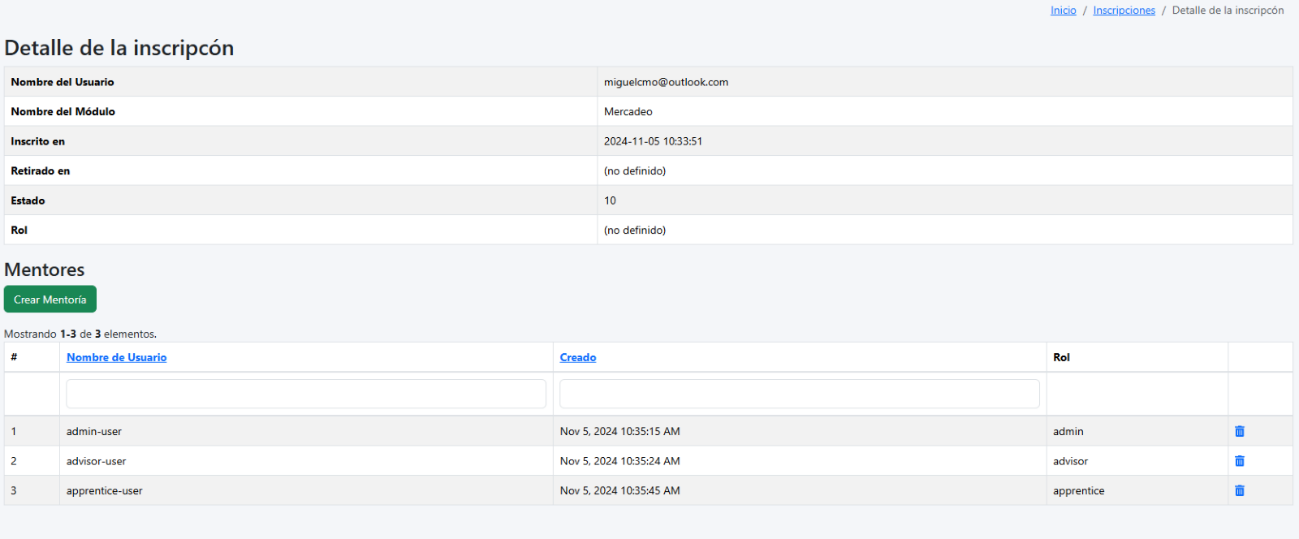 Inicio / Inscripciones / Detalle de la inscripcón
Detalle de la inscripcón
Nombre del Usuario miguelcmo@outlook.com
Nombre del Módulo Mercadeo
Inscrito en 2024-11-05 10:33:51
Retirado en (no definido)
Estado 10
Rol (no definido)
Mentores
Crear Mentoría
Mostrando 1-3 de 3 elementos.
# Nombre de Usuario Creado Rol
1 admin-user Nov 5, 2024 10:35:15 AM admin
2 advisor-user Nov 5, 2024 10:35:24 AM advisor
3 apprentice-user Nov 5, 2024 10:35:45 AM apprentice